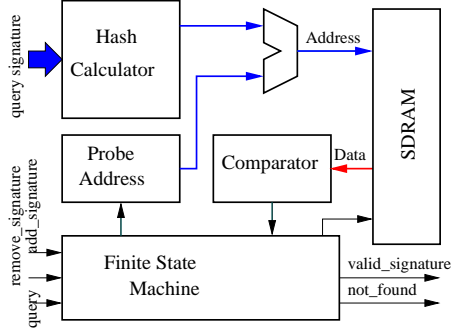 query signature
Hash
Calculator
Address
SDRAM
Probe
Address
Comparator
Data
remove_signature
add_signature
query
Finite State
Machine
valid_signature
not_found